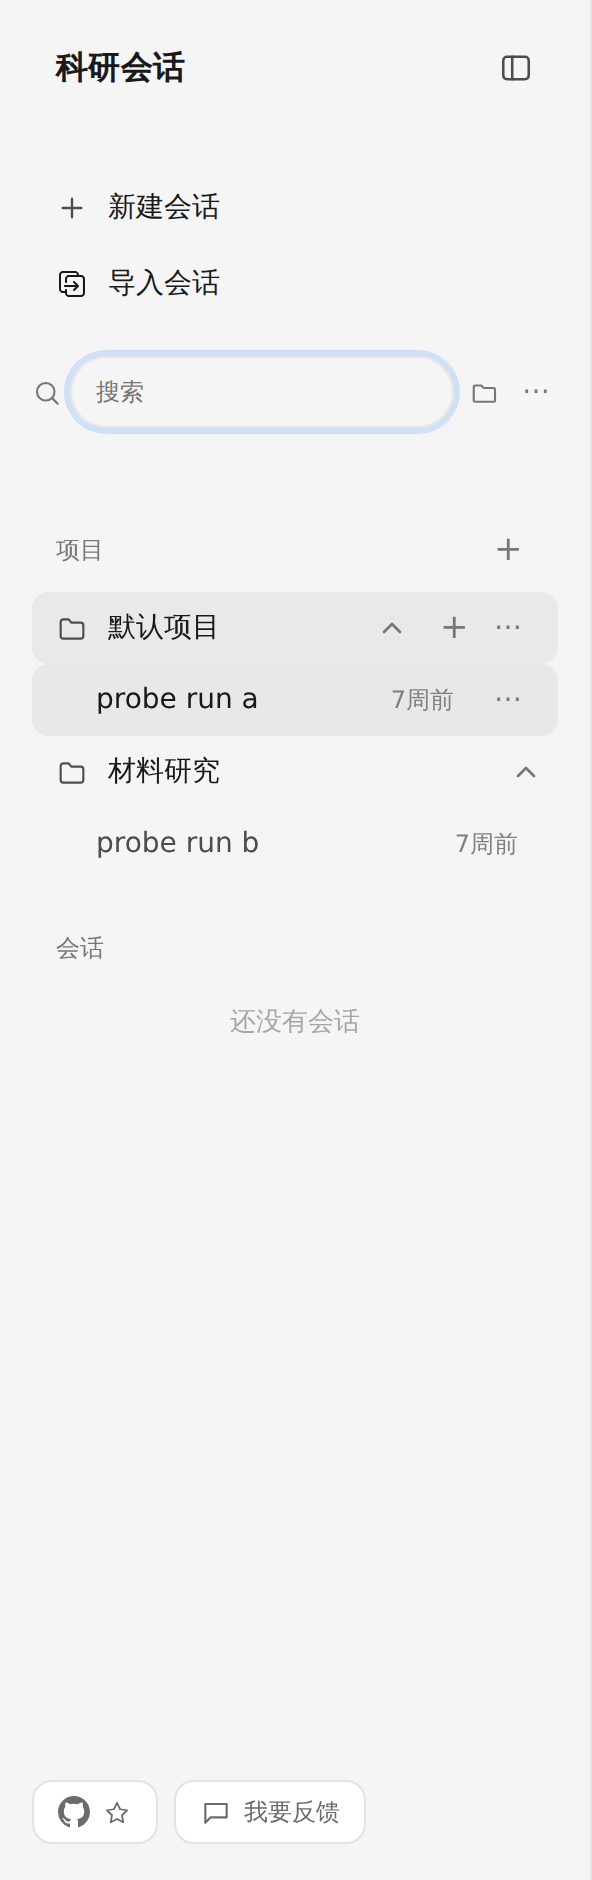 科研会话
新建会话
导入会话
搜索
项目
默认项目
probe run a 7周前
材料研究
probe run b 7周前
会话
还没有会话
我要反馈